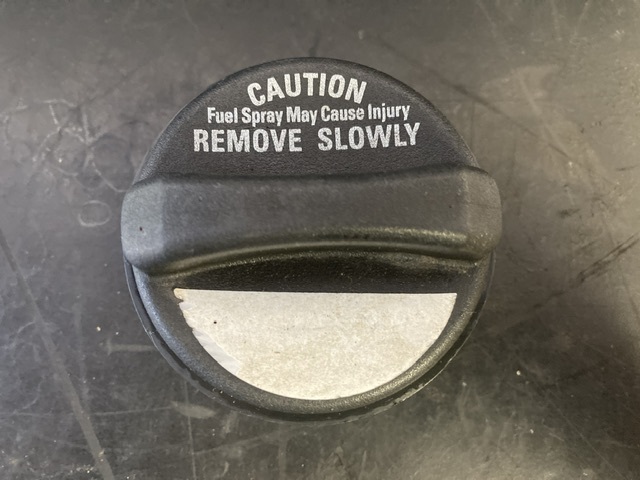 CAUTION
Fuel Spray May Cause Injury
REMOVE SLOWLY